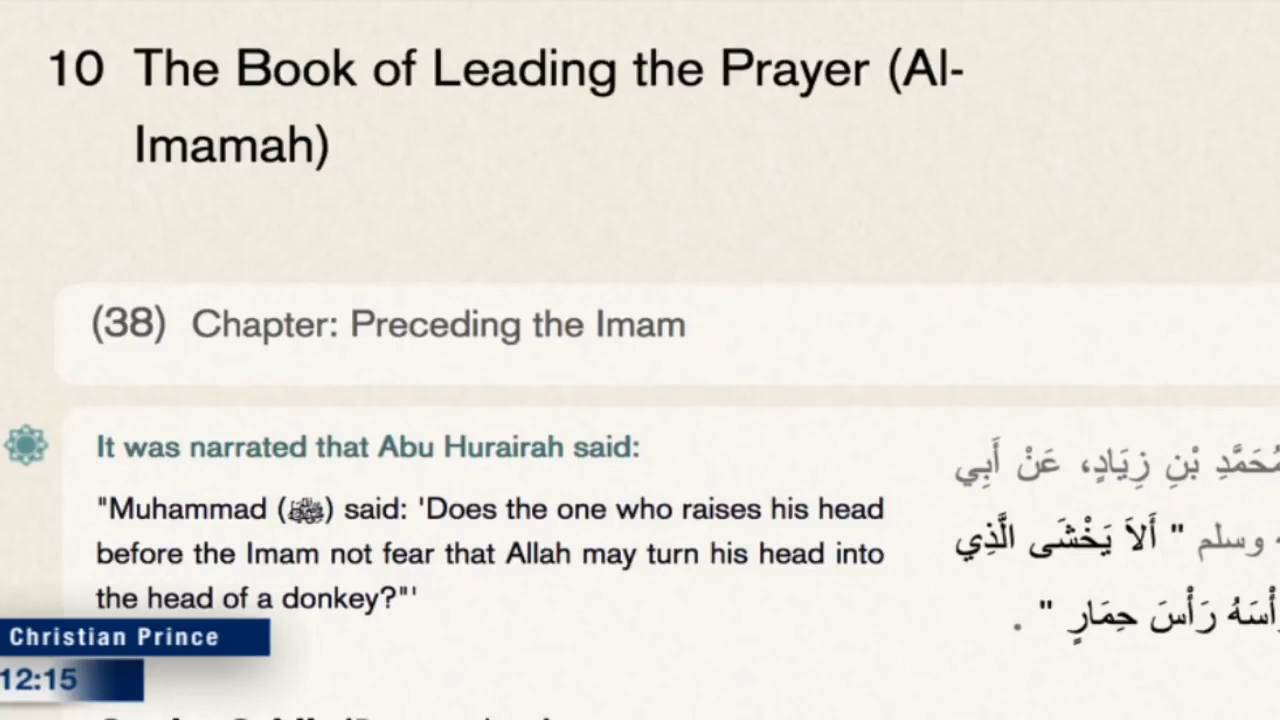 10 The Book of Leading the Prayer (Al-
Imamah)
(38) Chapter: Preceding the Imam
It was narrated that Abu Hurairah said:
"Muhammad (ﷺ) said: 'Does the one who raises his head
before the Imam not fear that Allah may turn his head into
the head of a donkey?"'
بْنِ زِيَادٍ، عَنْ أَبِي
وسلم " أَلاَ يَخْشَى الَّذِي
رَأْسَ حِمَارٍ " .
Christian Prince
12:15